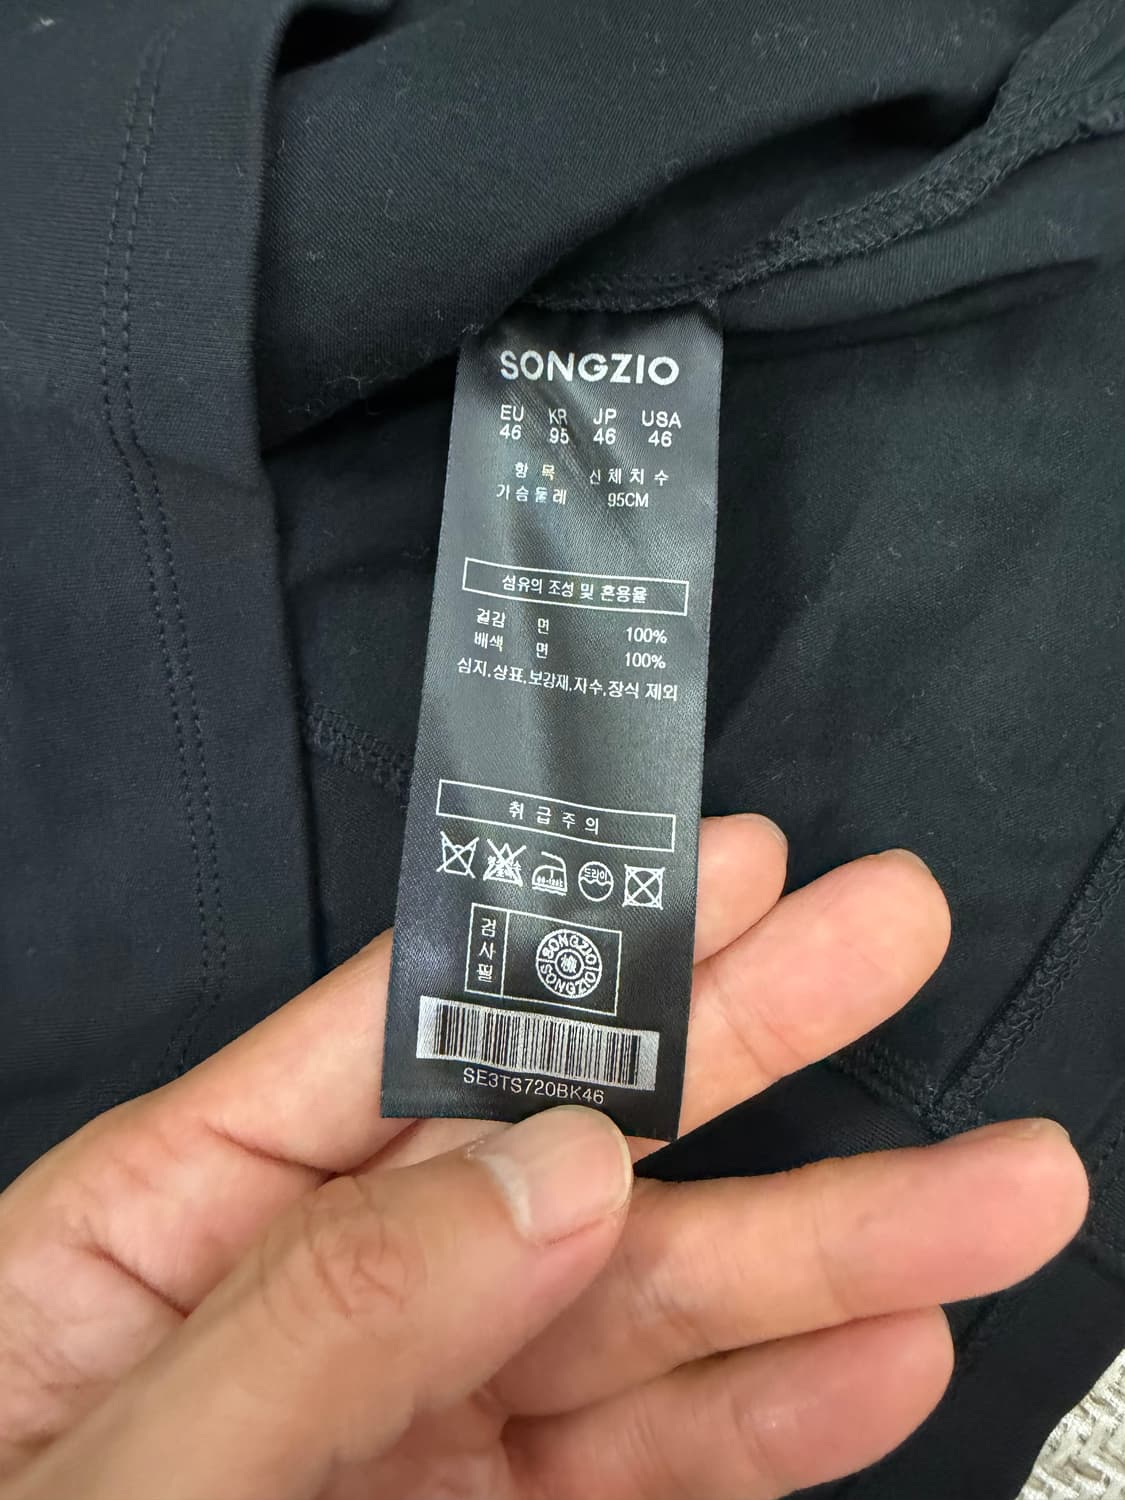 SONGZIO
EU KR JP USA
46 95 46 46
항 목 신체치수
가슴둘레 95CM
섬유의 조성 및 혼용율
겉감 면 100%
배색 면 100%
심지,상표,보강재,자수,장식 제외
취급주의
드라이
검사필
SONGZIO
SONGZIO
SE3TS720BK46